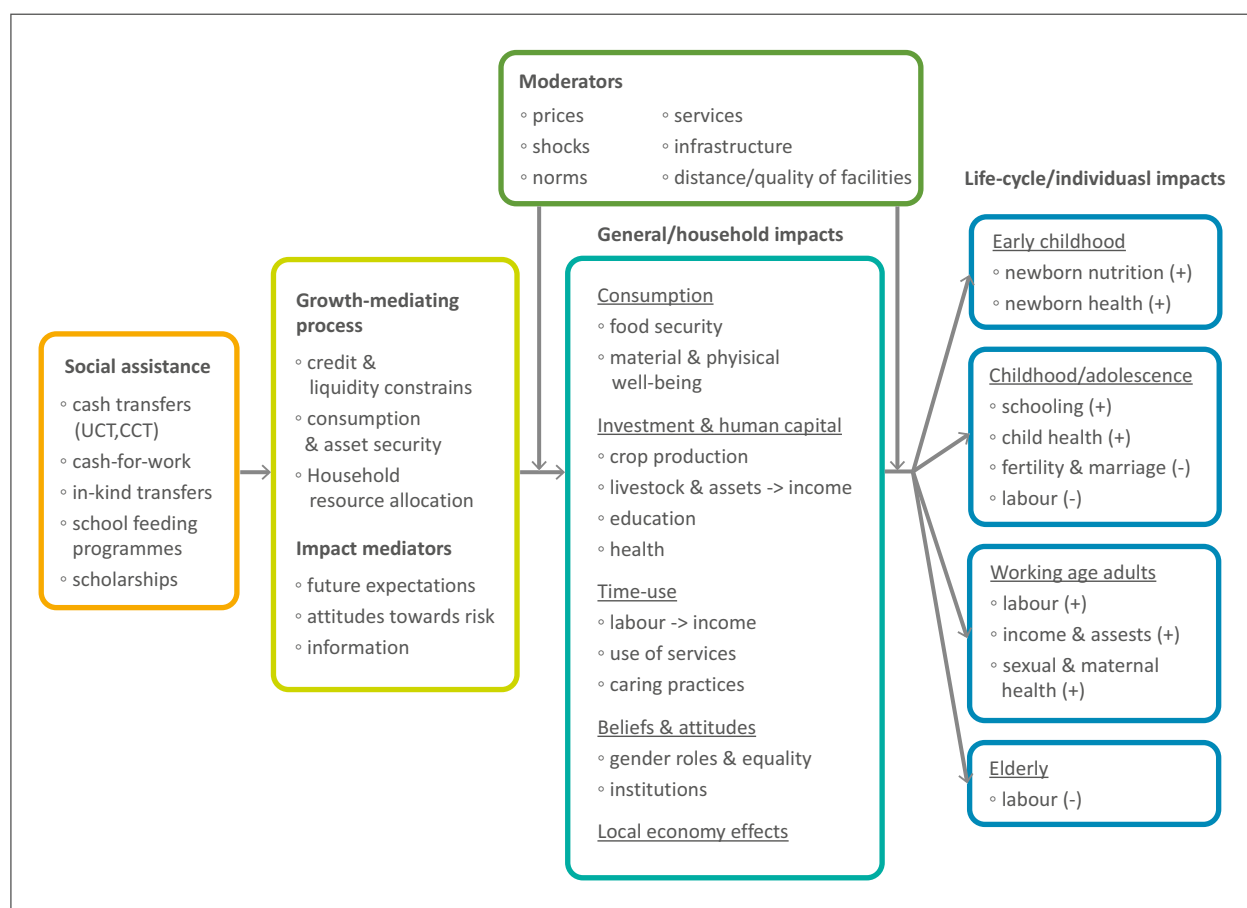 Moderators
◦ prices
◦ shocks
◦ norms
◦ services
◦ infrastructure
◦ distance/quality of facilities
Social assistance
◦ cash transfers
(UCT,CCT)
◦ cash-for-work
◦ in-kind transfers
◦ school feeding
programmes
◦ scholarships
Growth-mediating
process
◦ credit &
liquidity constrains
◦ consumption
& asset security
◦ Household
resource allocation
Impact mediators
◦ future expectations
◦ attitudes towards risk
◦ information
General/household impacts
Consumption
◦ food security
◦ material & phyisical
well-being
Investment & human capital
◦ crop production
◦ livestock & assets -> income
◦ education
◦ health
Time-use
◦ labour -> income
◦ use of services
◦ caring practices
Beliefs & attitudes
◦ gender roles & equality
◦ institutions
Local economy effects
Life-cycle/individuasl impacts
Early childhood
◦ newborn nutrition (+)
◦ newborn health (+)
Childhood/adolescence
◦ schooling (+)
◦ child health (+)
◦ fertility & marriage (-)
◦ labour (-)
Working age adults
◦ labour (+)
◦ income & assests (+)
◦ sexual & maternal
health (+)
Elderly
◦ labour (-)